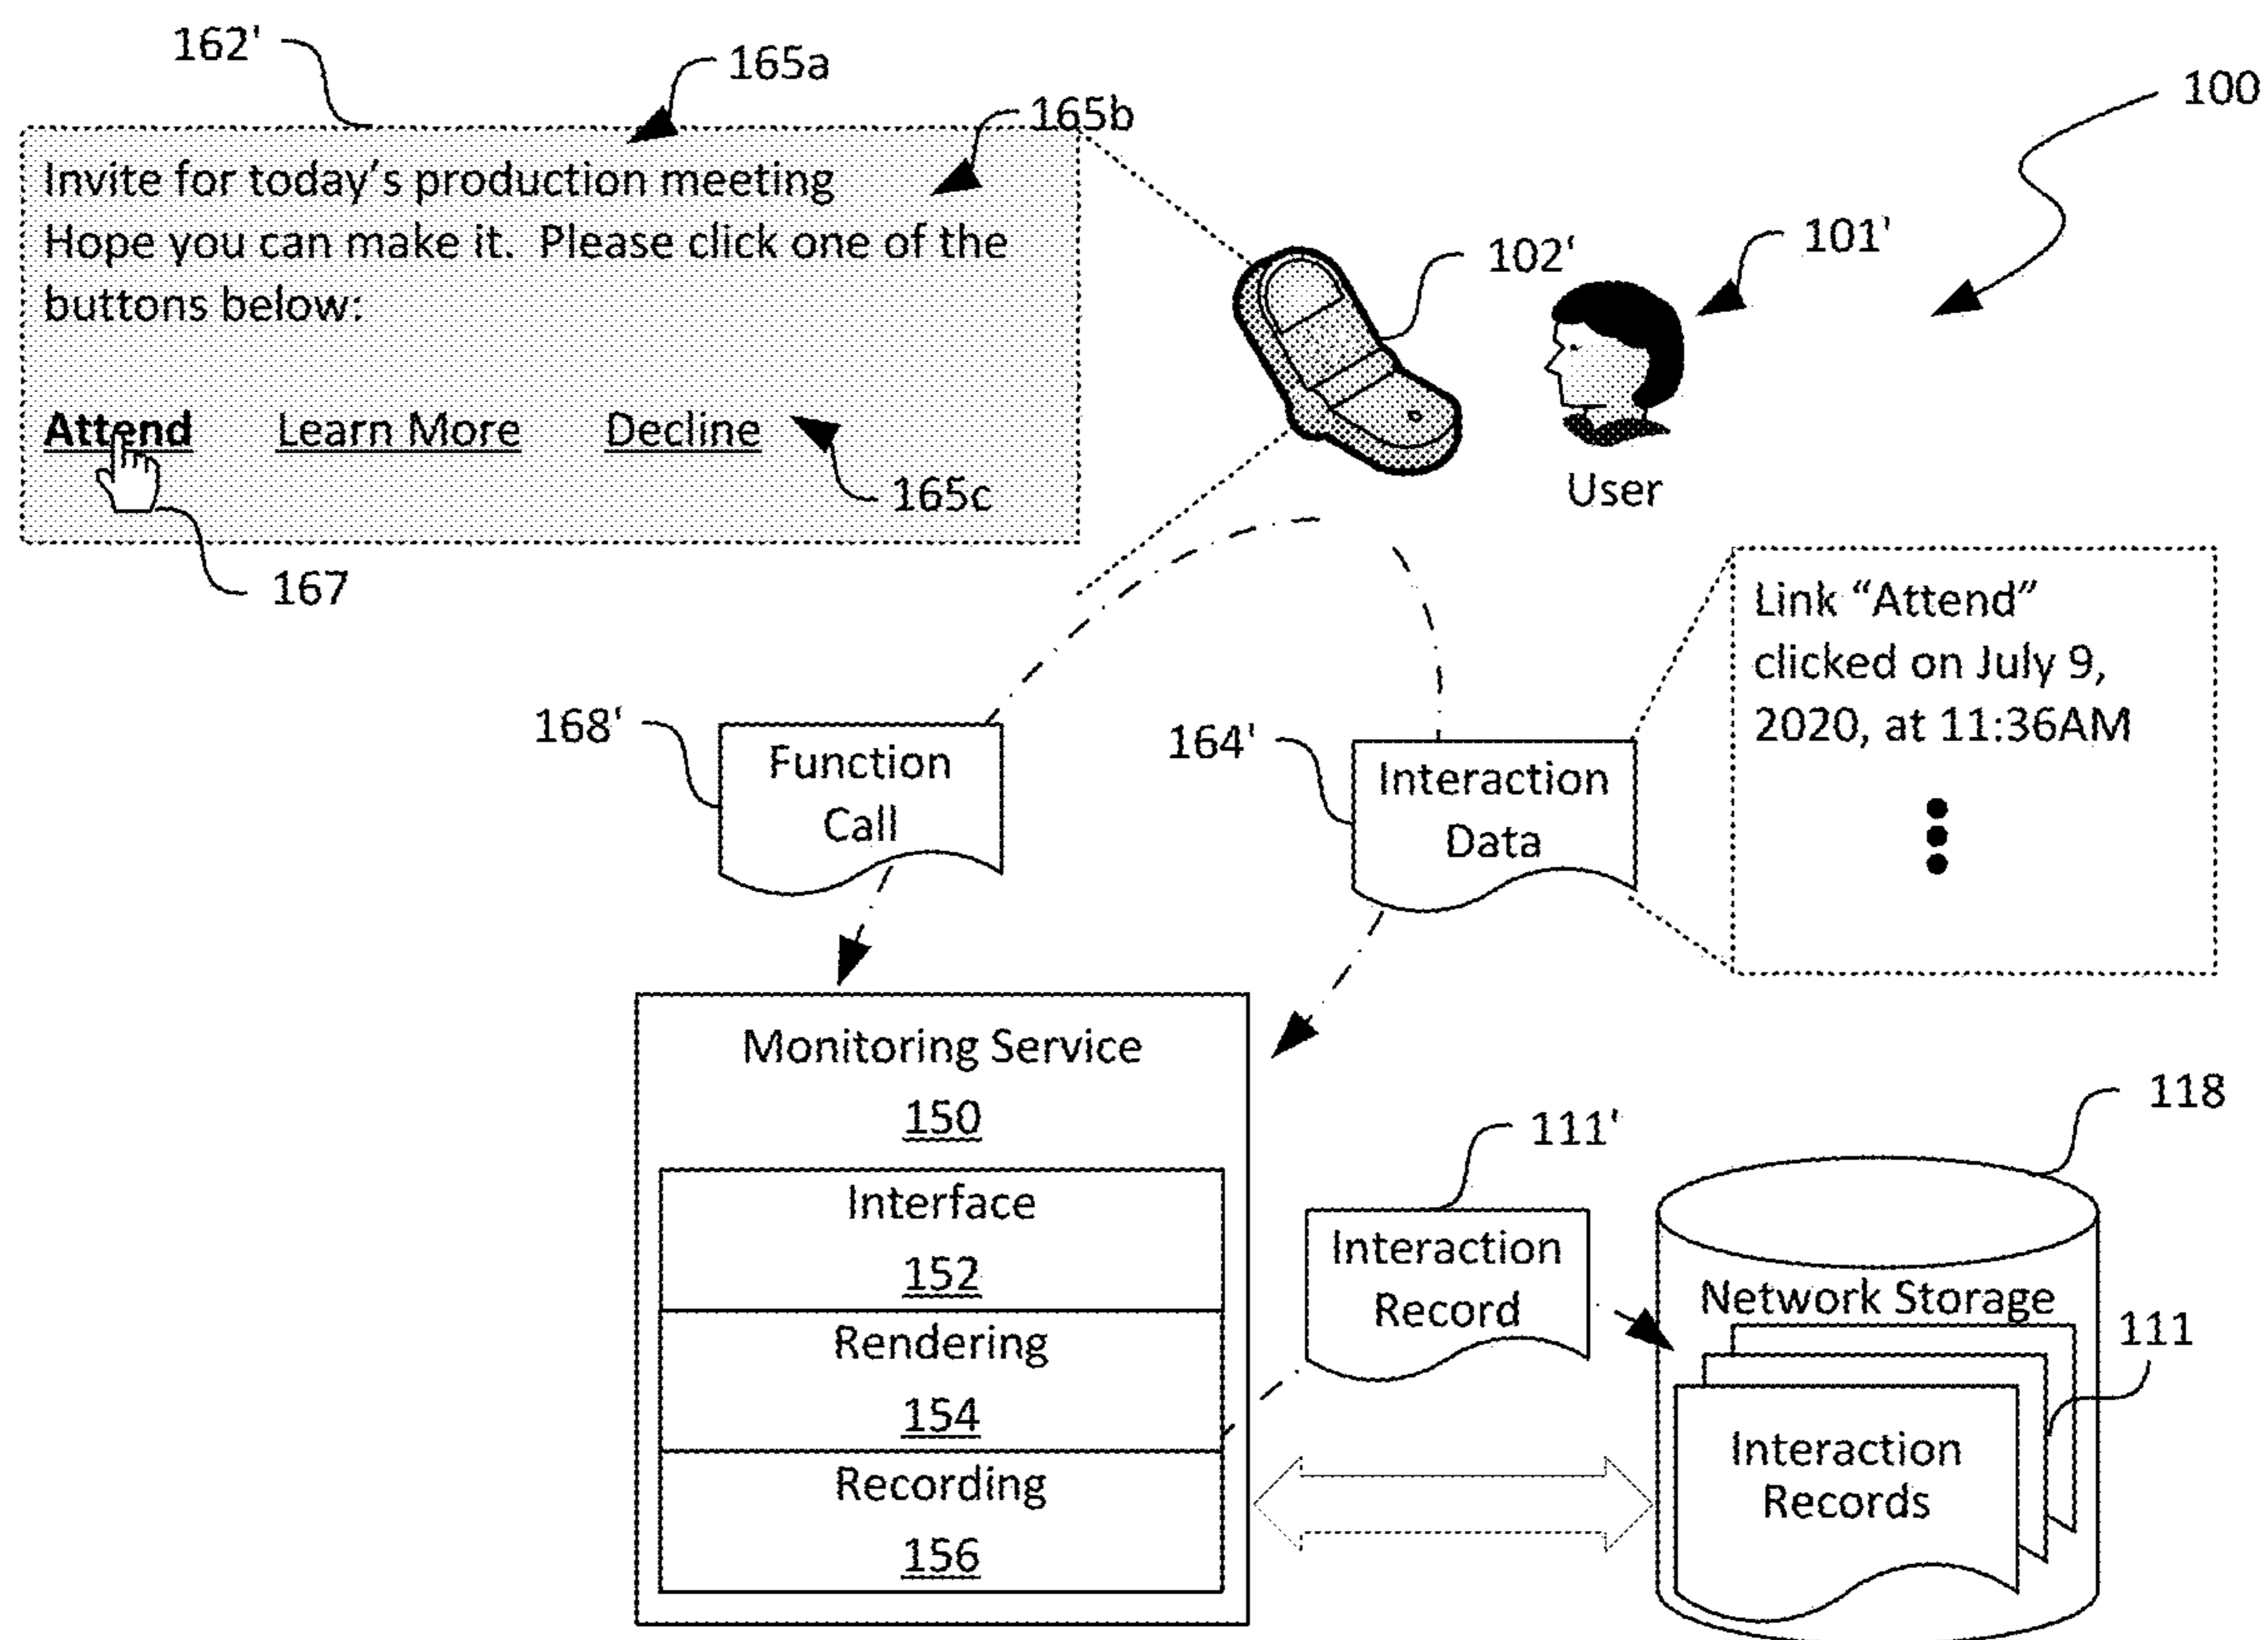 162'
165a
165b
100
Invite for today's production meeting
Hope you can make it.  Please click one of the
buttons below:
Attend Learn More Decline
165c
167
102'
101'
User
Link “Attend”
clicked on July 9,
2020, at 11:36AM
168'
Function
Call
164'
Interaction
Data
Monitoring Service
150
Interface
152
Rendering
154
Recording
156
111'
Interaction
Record
118
Network Storage
111
Interaction
Records